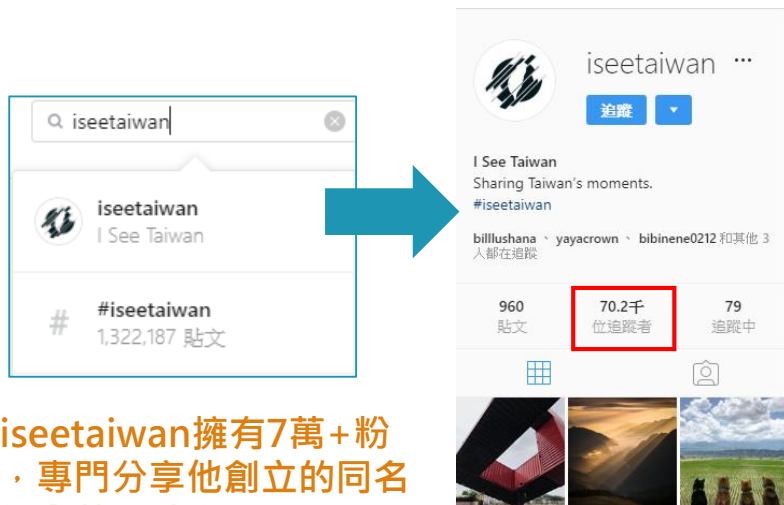 iseetaiwan
iseetaiwan
I See Taiwan
#
#iseetaiwan
1,322,187 貼文
iseetaiwan擁有7萬+粉
，專門分享他創立的同名
iseetaiwan ...
追蹤
I See Taiwan
Sharing Taiwan's moments.
#iseetaiwan
billlushana、yayacrown、bibinene0212 和其他 3
人都在追蹤
960 70.2千 79
貼文 位追蹤者 追蹤中